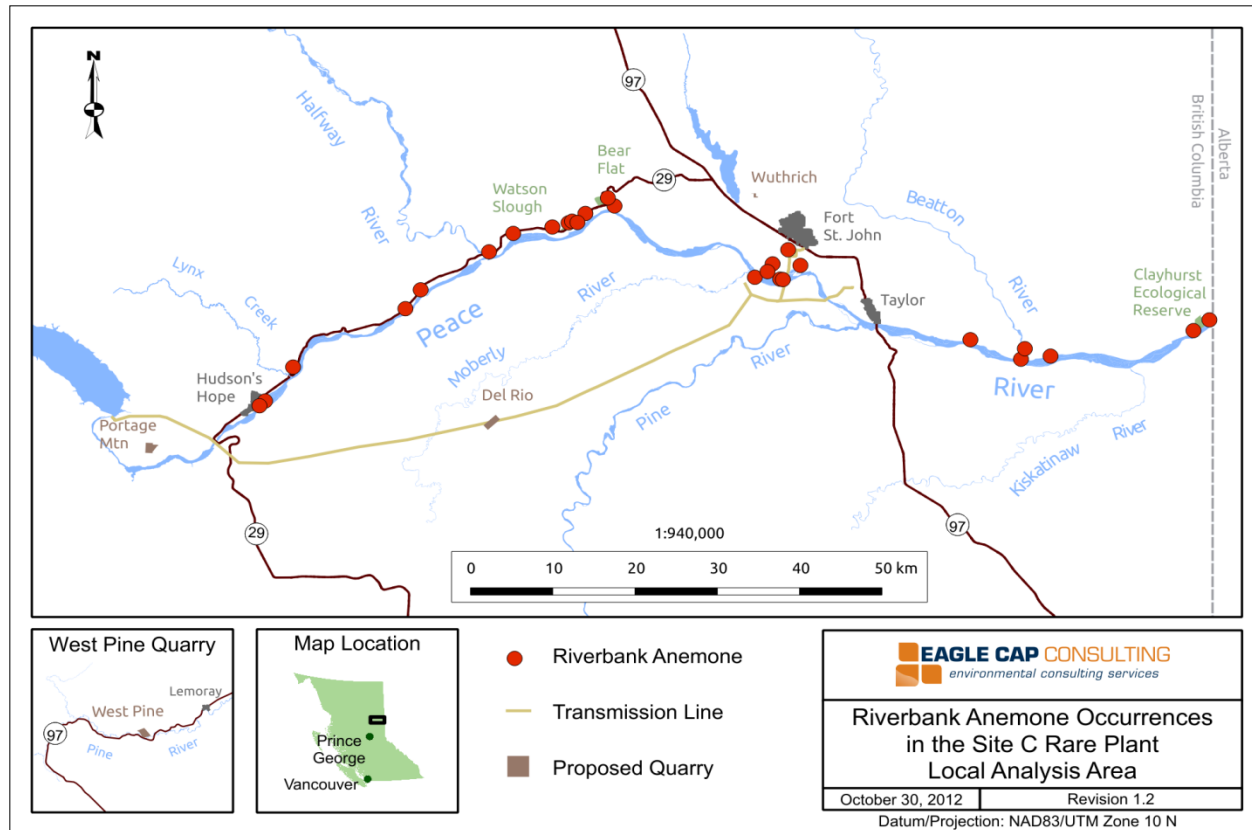 N
97
Halfway
River
Bear
Flat
29
Wuthrich
Watson
Slough
Fort
St. John
Beatton
River
British Columbia
Alberta
Lynx
Creek
Peace
River
Moberly
River
Taylor
Clayhurst
Ecological
Reserve
Hudson's
Hope
Portage
Mtn
Del Rio
Pine
River
River
Kiskatinaw
River
29
97
1:940,000
0 10 20 30 40 50 km
West Pine Quarry
Lemoray
West Pine
97
Pine River
Map Location
Prince
George
Vancouver
Riverbank Anemone
Transmission Line
Proposed Quarry
EAGLE CAP CONSULTING
environmental consulting services
Riverbank Anemone Occurrences
in the Site C Rare Plant
Local Analysis Area
October 30, 2012 Revision 1.2
Datum/Projection: NAD83/UTM Zone 10 N